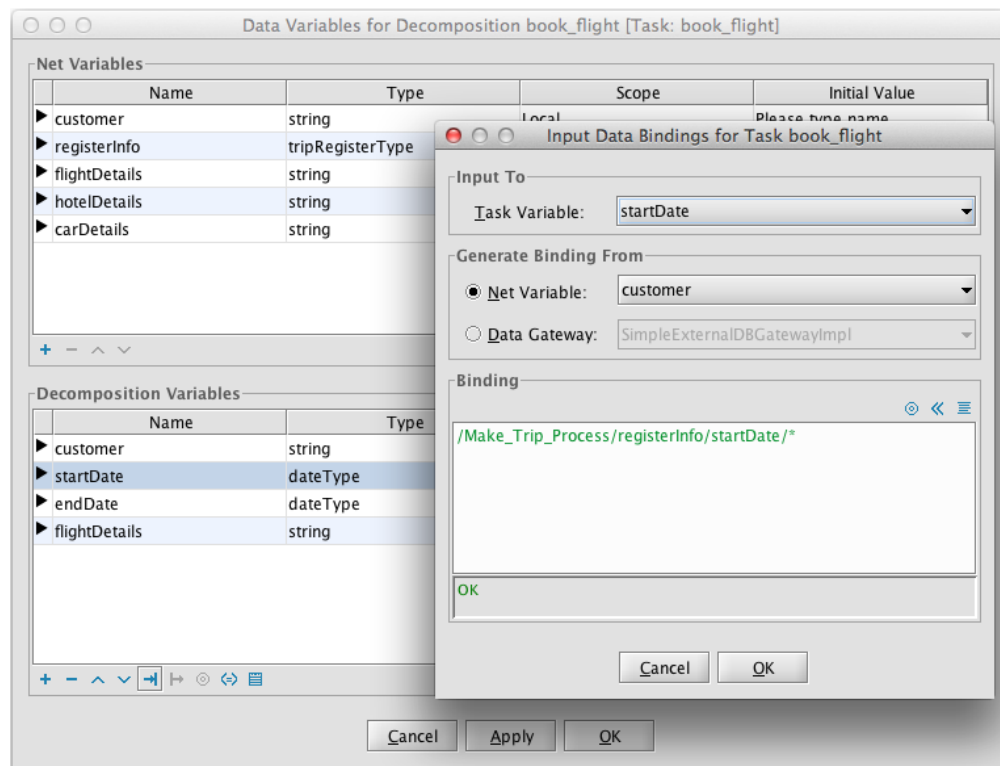 Data Variables for Decomposition book_flight [Task: book_flight]
Net Variables
Name Type Scope Initial Value
customer string Local Please type name
registerInfo tripRegisterType
flightDetails string
hotelDetails string
carDetails string
Decomposition Variables
Name Type
customer string
startDate dateType
endDate dateType
flightDetails string
Cancel Apply OK
Input Data Bindings for Task book_flight
Input To
Task Variable: startDate
Generate Binding From
Net Variable: customer
Data Gateway: SimpleExternalDBGatewayImpl
Binding
/Make_Trip_Process/registerInfo/startDate/*
OK
Cancel OK